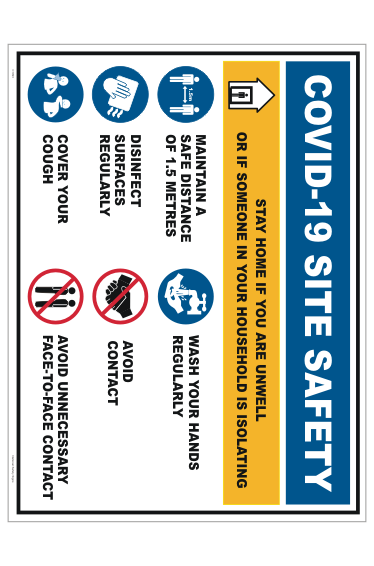 COVID-19 SITE SAFETY
STAY HOME IF YOU ARE UNWELL
OR IF SOMEONE IN YOUR HOUSEHOLD IS ISOLATING
1.5m
MAINTAIN A
SAFE DISTANCE
OF 1.5 METRES
WASH YOUR HANDS
REGULARLY
DISINFECT
SURFACES
REGULARLY
AVOID
CONTACT
COVER YOUR
COUGH
AVOID UNNECESSARY
FACE-TO-FACE CONTACT